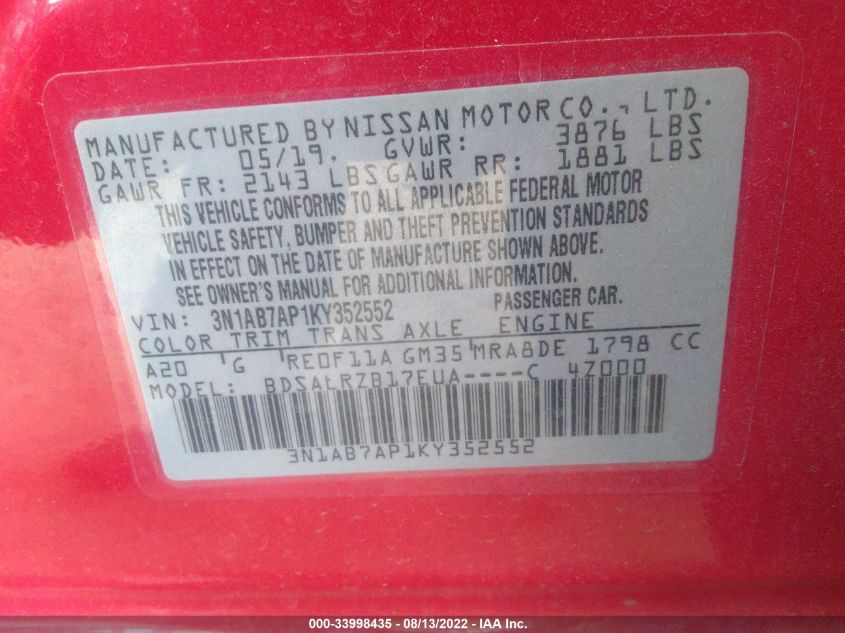 MANUFACTURED BY NISSAN MOTOR CO., LTD.
DATE: 05/19. GVWR: 3876 LBS
GAWR FR: 2143 LBS GAWR RR: 1881 LBS
THIS VEHICLE CONFORMS TO ALL APPLICABLE FEDERAL MOTOR
VEHICLE SAFETY, BUMPER AND THEFT PREVENTION STANDARDS
IN EFFECT ON THE DATE OF MANUFACTURE SHOWN ABOVE.
SEE OWNER'S MANUAL FOR ADDITIONAL INFORMATION.
VIN: 3N1AB7AP1KY352552 PASSENGER CAR.
COLOR TRIM TRANS AXLE ENGINE
A20 G RE0F11A GM35 MRA8DE 1798 CC
MODEL: BDSALRZB17EUA----C 4Z000
3N1AB7AP1KY352552
000-33998435 - 08/13/2022 - IAA Inc.